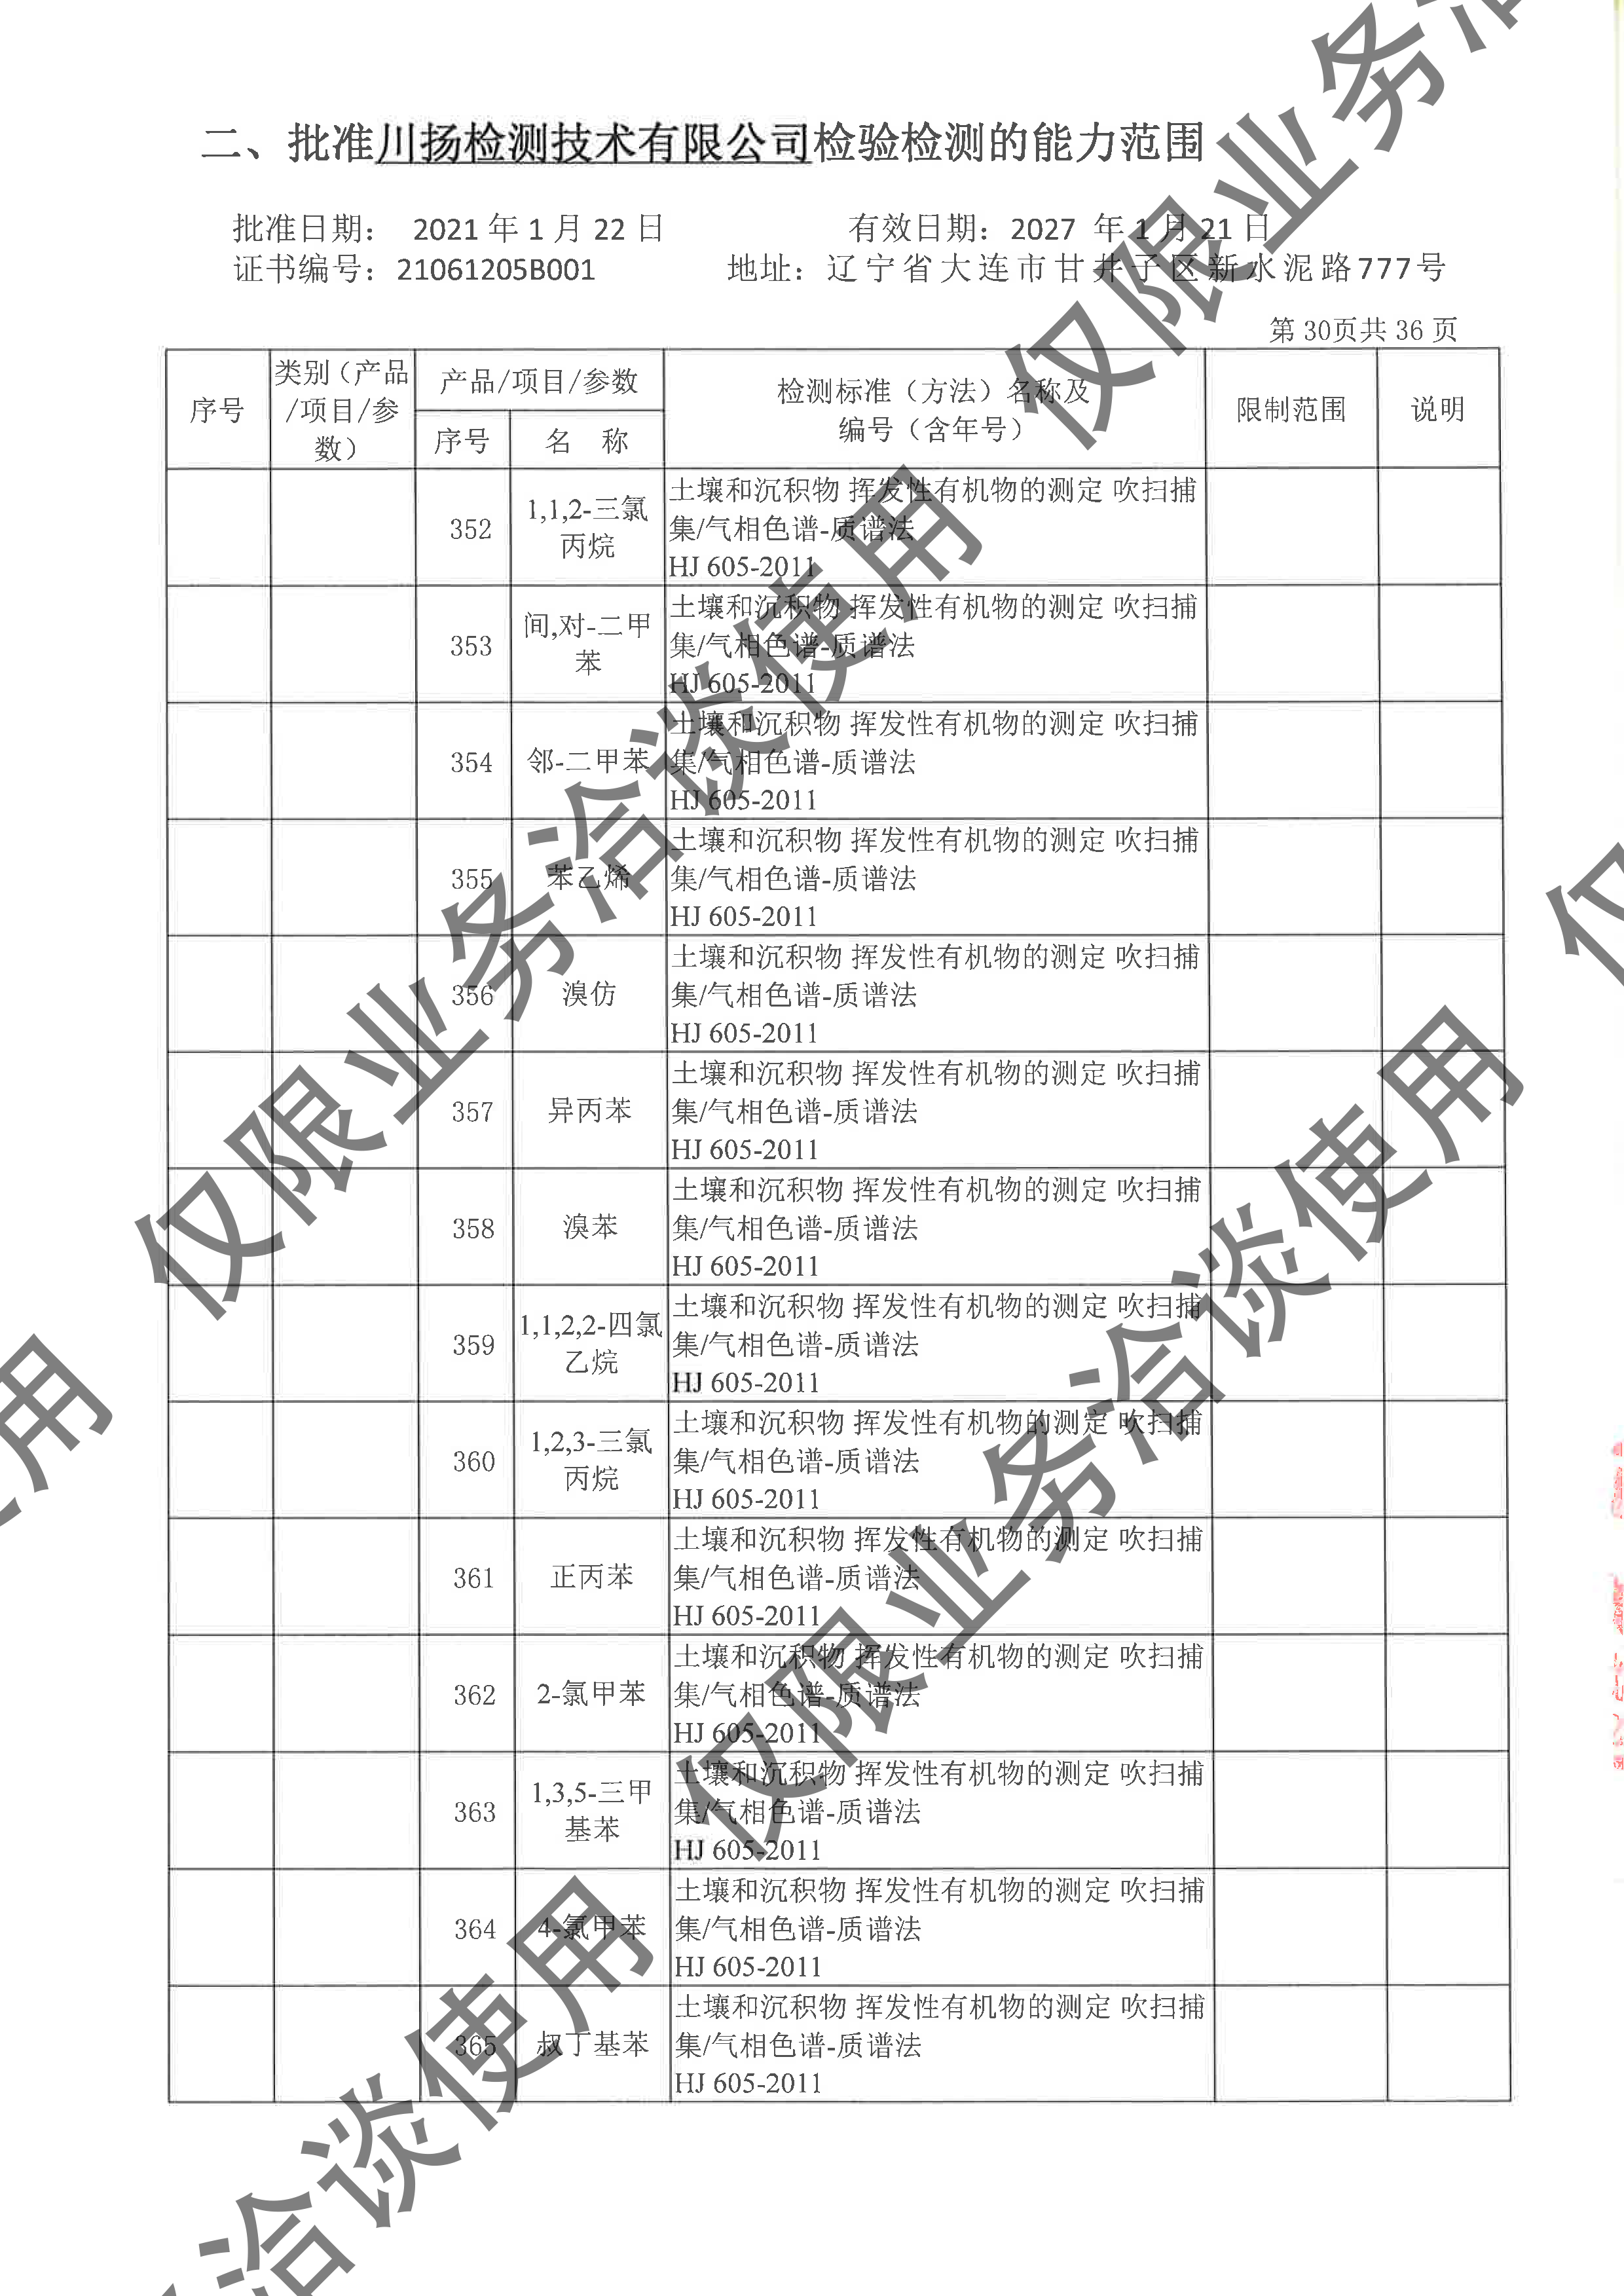 二、批准川扬检测技术有限公司检验检测的能力范围
批准日期： 2021 年 1 月 22 日 有效日期：2027 年 1 月 21 日
证书编号：21061205B001 地址：辽宁省大连市甘井子区新水泥路777号
第 30页共 36 页
序号
类别（产品
/项目/参
数）
产品/项目/参数
序号
名 称
检测标准（方法）名称及
编号（含年号）
限制范围
说明
352
1,1,2-三氯
丙烷
土壤和沉积物 挥发性有机物的测定 吹扫捕
集/气相色谱-质谱法
HJ 605-2011
353
间,对-二甲
苯
土壤和沉积物 挥发性有机物的测定 吹扫捕
集/气相色谱-质谱法
HJ 605-2011
354
邻-二甲苯
土壤和沉积物 挥发性有机物的测定 吹扫捕
集/气相色谱-质谱法
HJ 605-2011
355
苯乙烯
土壤和沉积物 挥发性有机物的测定 吹扫捕
集/气相色谱-质谱法
HJ 605-2011
356
溴仿
土壤和沉积物 挥发性有机物的测定 吹扫捕
集/气相色谱-质谱法
HJ 605-2011
357
异丙苯
土壤和沉积物 挥发性有机物的测定 吹扫捕
集/气相色谱-质谱法
HJ 605-2011
358
溴苯
土壤和沉积物 挥发性有机物的测定 吹扫捕
集/气相色谱-质谱法
HJ 605-2011
359
1,1,2,2-四氯
乙烷
土壤和沉积物 挥发性有机物的测定 吹扫捕
集/气相色谱-质谱法
HJ 605-2011
360
1,2,3-三氯
丙烷
土壤和沉积物 挥发性有机物的测定 吹扫捕
集/气相色谱-质谱法
HJ 605-2011
361
正丙苯
土壤和沉积物 挥发性有机物的测定 吹扫捕
集/气相色谱-质谱法
HJ 605-2011
362
2-氯甲苯
土壤和沉积物 挥发性有机物的测定 吹扫捕
集/气相色谱-质谱法
HJ 605-2011
363
1,3,5-三甲
基苯
土壤和沉积物 挥发性有机物的测定 吹扫捕
集/气相色谱-质谱法
HJ 605-2011
364
4-氯甲苯
土壤和沉积物 挥发性有机物的测定 吹扫捕
集/气相色谱-质谱法
HJ 605-2011
365
叔丁基苯
土壤和沉积物 挥发性有机物的测定 吹扫捕
集/气相色谱-质谱法
HJ 605-2011
仅限业务洽
仅限业务洽谈使用
仅限业务洽谈使用
仅
使用
务洽谈使用